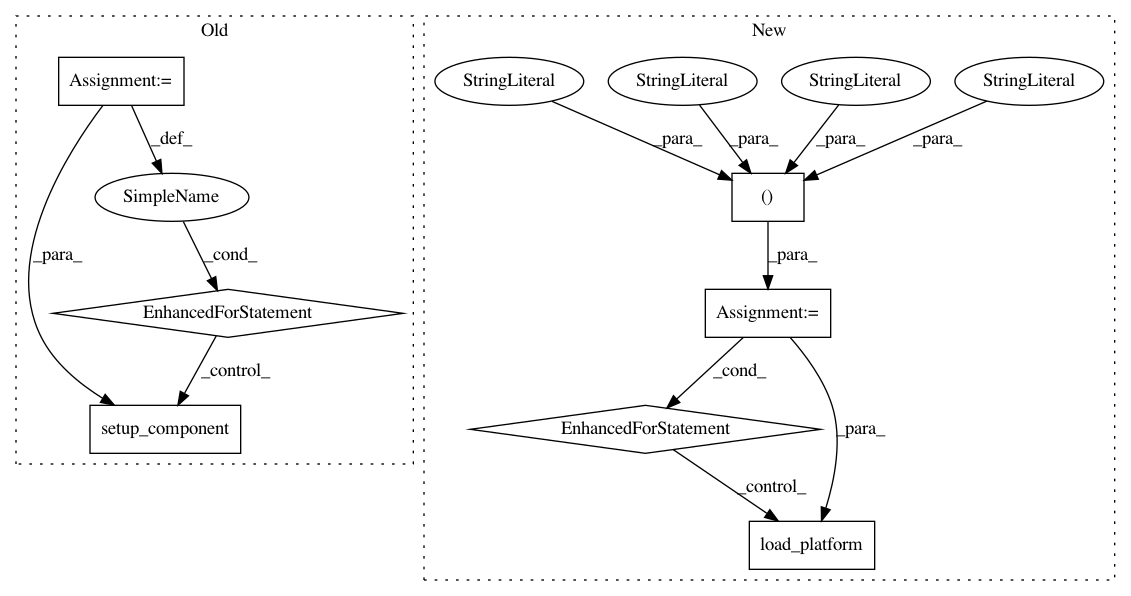 Old
New
Assignment:=
StringLiteral
StringLiteral
StringLiteral
StringLiteral
_def_
_para_
_para_
_para_
_para_
SimpleName
()
_para_
_cond_
_para_
EnhancedForStatement
Assignment:=
_control_
_cond_
setup_component
EnhancedForStatement
_para_
_control_
load_platform